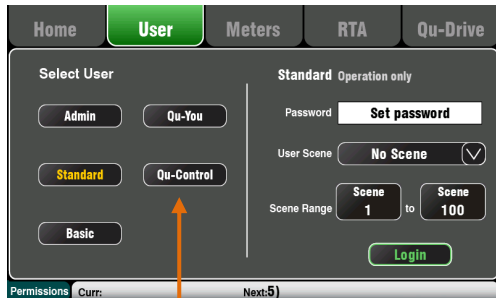 Home User Meters RTA Qu-Drive
Select User
Admin Qu-You
Standard Qu-Control
Basic
Standard Operation only
Password Set password
User Scene No Scene
Scene Range Scene 1 to Scene 100
Login
Permissions Curr: Next:5)